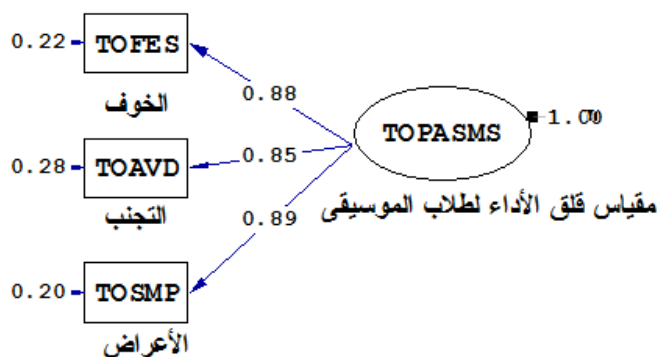 0.22
TOFES
الخوف
0.88
TOPASMS
1.00
مقياس قلق الأداء لطلاب الموسيقى
0.28
TOAVD
التجنب
0.85
0.89
0.20
TOSMP
الأعراض